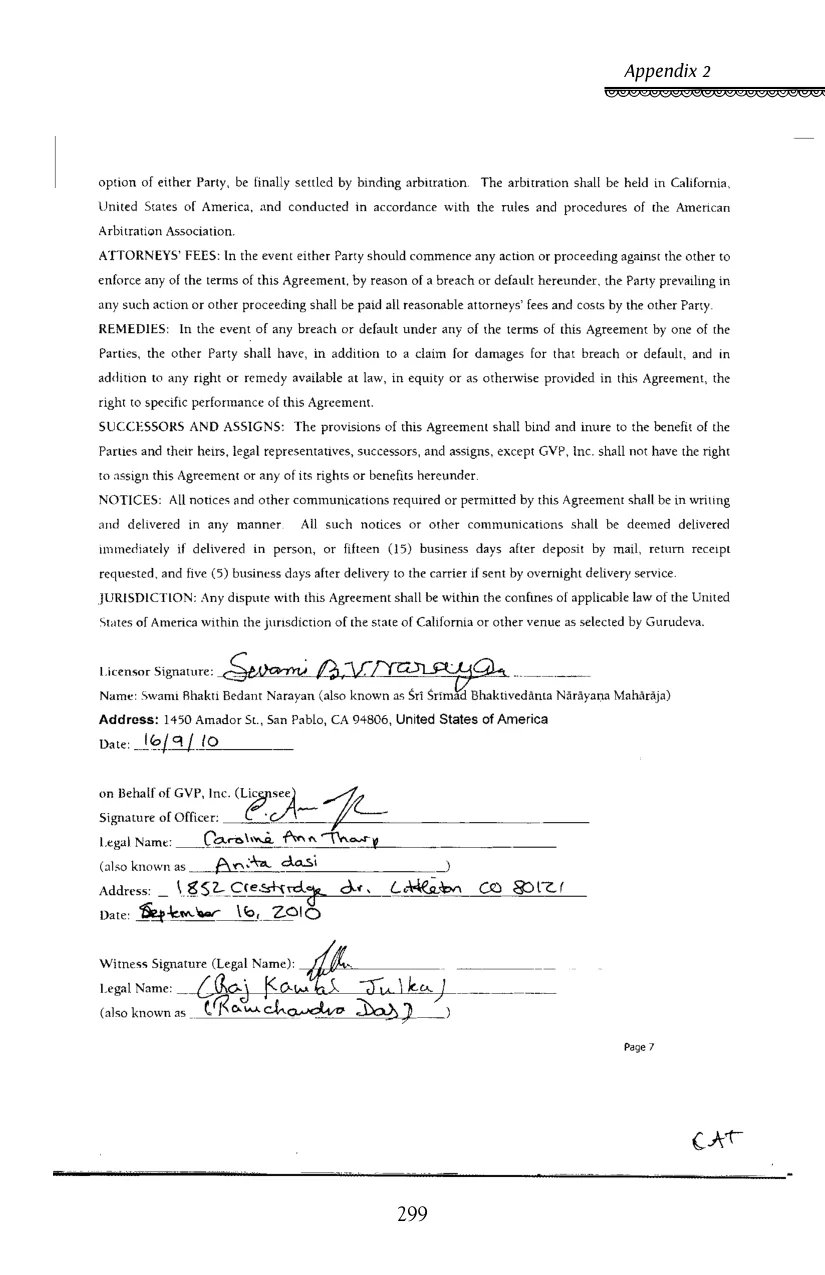 Appendix 2
option of either Party, be finally settled by binding arbitration. The arbitration shall be held in California,
United States of America, and conducted in accordance with the rules and procedures of the American
Arbitration Association.
ATTORNEYS' FEES: In the event either Party should commence any action or proceeding against the other to
enforce any of the terms of this Agreement, by reason of a breach or default hereunder, the Party prevailing in
any such action or other proceeding shall be paid all reasonable attorneys' fees and costs by the other Party.
REMEDIES: In the event of any breach or default under any of the terms of this Agreement by one of the
Parties, the other Party shall have, in addition to a claim for damages for that breach or default, and in
addition to any right or remedy available at law, in equity or as otherwise provided in this Agreement, the
right to specific performance of this Agreement.
SUCCESSORS AND ASSIGNS: The provisions of this Agreement shall bind and inure to the benefit of the
Parties and their heirs, legal representatives, successors, and assigns, except GVP, Inc. shall not have the right
to assign this Agreement or any of its rights or benefits hereunder.
NOTICES: All notices and other communications required or permitted by this Agreement shall be in writing
and delivered in any manner. All such notices or other communications shall be deemed delivered
immediately if delivered in person, or fifteen (15) business days after deposit by mail, return receipt
requested, and five (5) business days after delivery to the carrier if sent by overnight delivery service.
JURISDICTION: Any dispute with this Agreement shall be within the confines of applicable law of the United
States of America within the jurisdiction of the state of California or other venue as selected by Gurudeva.
Licensor Signature: Swami B.V. Narayan
Name: Swami Bhakti Bedant Narayan (also known as Śrī Śrīmad Bhaktivedānta Nārāyaṇa Mahārāja)
Address: 1450 Amador St., San Pablo, CA 94806, United States of America
Date: 16/9/10
on Behalf of GVP, Inc. (Licensee)
Signature of Officer:
Legal Name: Caroline Ann Tharp
(also known as Anita dasi)
Address: 1852 Crestridge dr. Littleton CO 80121
Date: September 16, 2010
Witness Signature (Legal Name):
Legal Name: (Raj Kamal Julka)
(also known as (Ramchandra Das))
Page 7
CAT
299